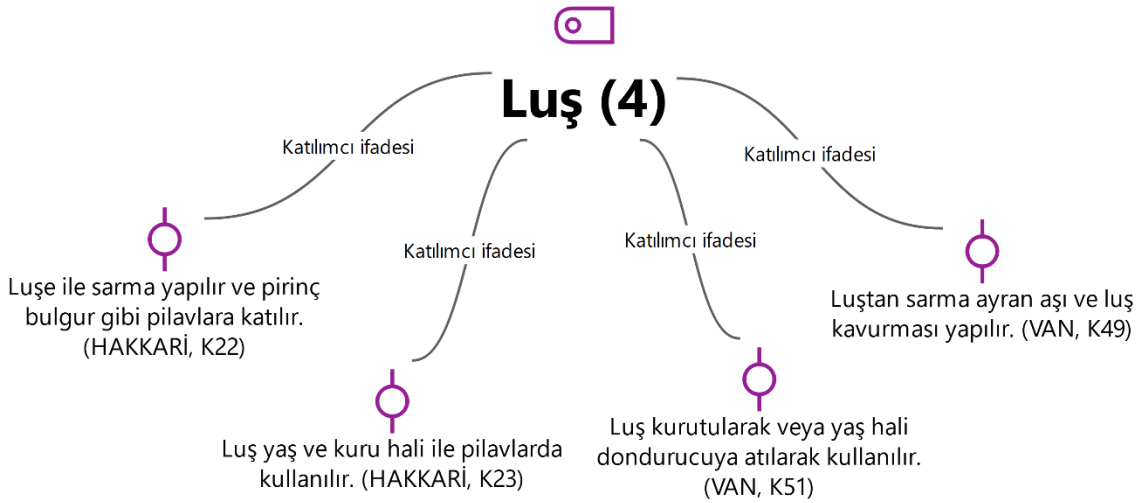 Luş (4)
Katılımcı ifadesi
Katılımcı ifadesi
Katılımcı ifadesi
Katılımcı ifadesi
Luşe ile sarma yapılır ve pirinç
bulgur gibi pilavlara katılır.
(HAKKARİ, K22)
Luş yaş ve kuru hali ile pilavlarda
kullanılır. (HAKKARİ, K23)
Luş kurutularak veya yaş hali
dondurucuya atılarak kullanılır.
(VAN, K51)
Luştan sarma ayran aşı ve luş
kavurması yapılır. (VAN, K49)